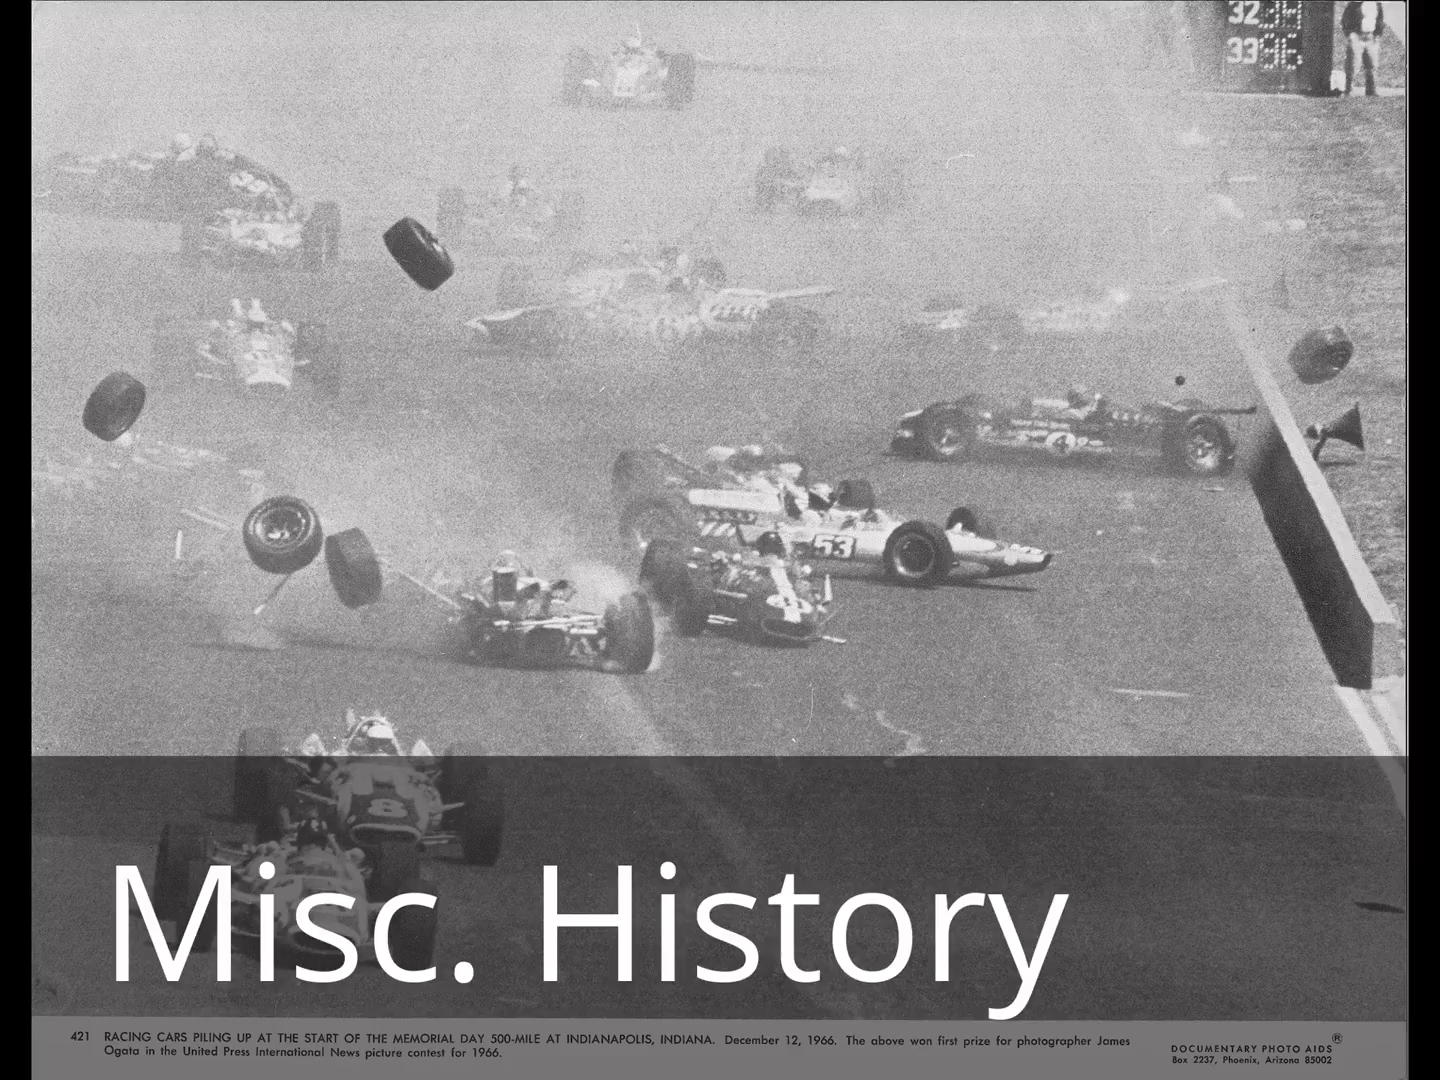 32 34
33 86
4
53
8
Misc. History
421 RACING CARS PILING UP AT THE START OF THE MEMORIAL DAY 500-MILE AT INDIANAPOLIS, INDIANA. December 12, 1966. The above won first prize for photographer James
Ogata in the United Press International News picture contest for 1966.
DOCUMENTARY PHOTO AIDS®
Box 2237, Phoenix, Arizona 85002